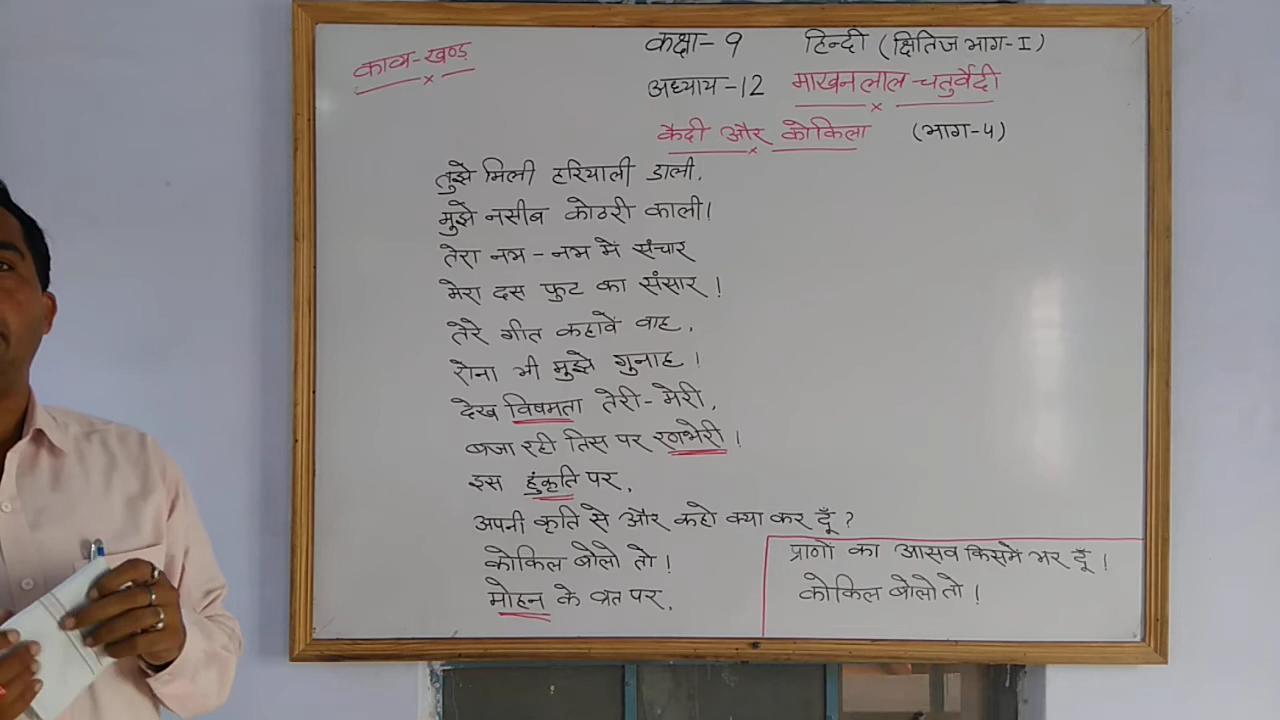 काव्य-खण्ड
कक्षा- 9 हिन्दी (क्षितिज भाग-I)
अध्याय -12 माखनलाल चतुर्वेदी
कैदी और कोकिला (भाग-4)
तुझे मिली हरियाली डाली,
मुझे नसीब कोठरी काली।
तेरा नभ-नभ में संचार
मेरा दस फुट का संसार !
तेरे गीत कहावें वाह,
रोना भी मुझे गुनाह !
देख विषमता तेरी-मेरी,
बजा रही तिस पर रणभेरी !
इस हुंकृति पर,
अपनी कृति से और कहो क्या कर दूँ ?
कोकिल बोलो तो !
मोहन के व्रत पर,
प्राणों का आसव किसमें भर दूँ !
कोकिल बोलो तो !